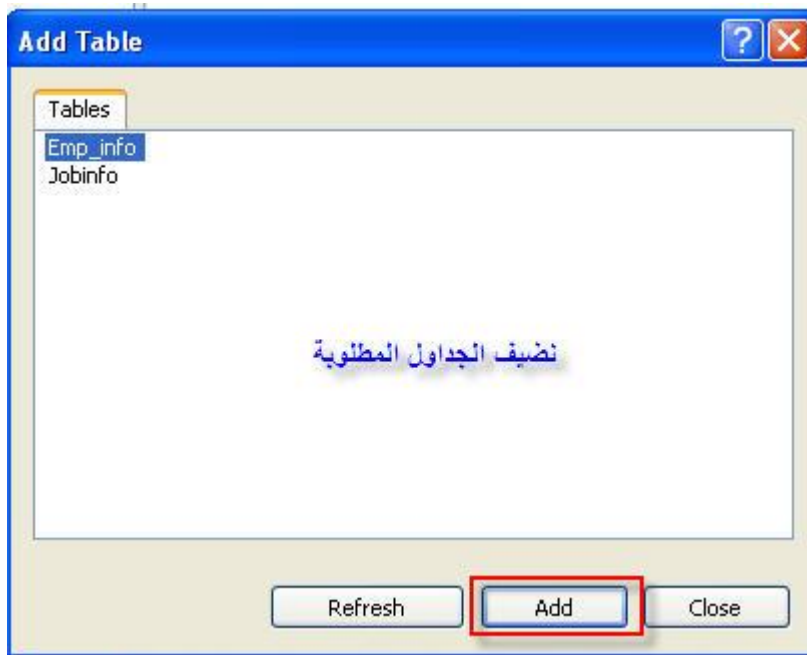 Add Table
Tables
Emp_info
Jobinfo
نضيف الجداول المطلوبة
Refresh
Add
Close